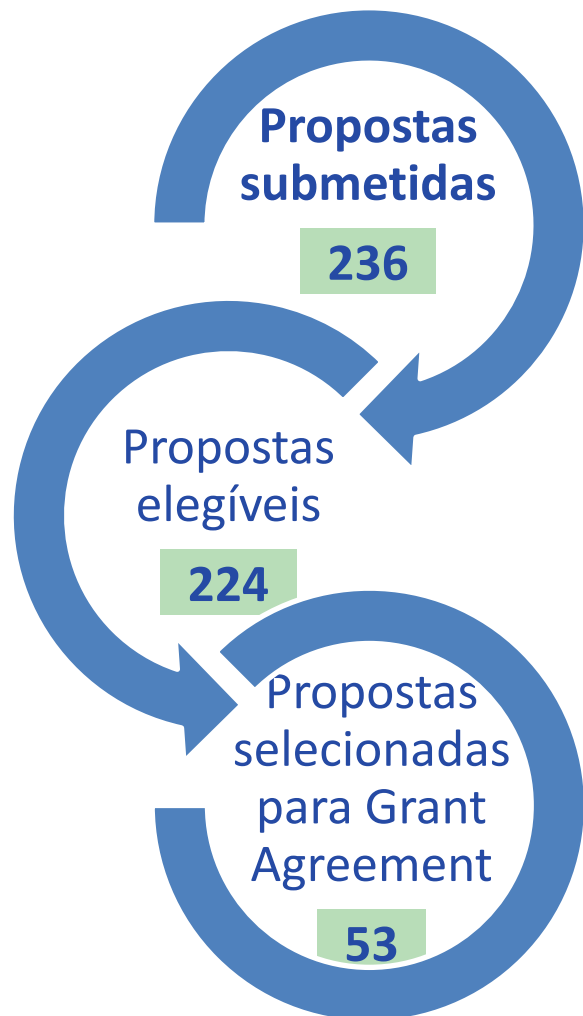 Propostas
submetidas
236
Propostas
elegíveis
224
Propostas
selecionadas
para Grant
Agreement
53